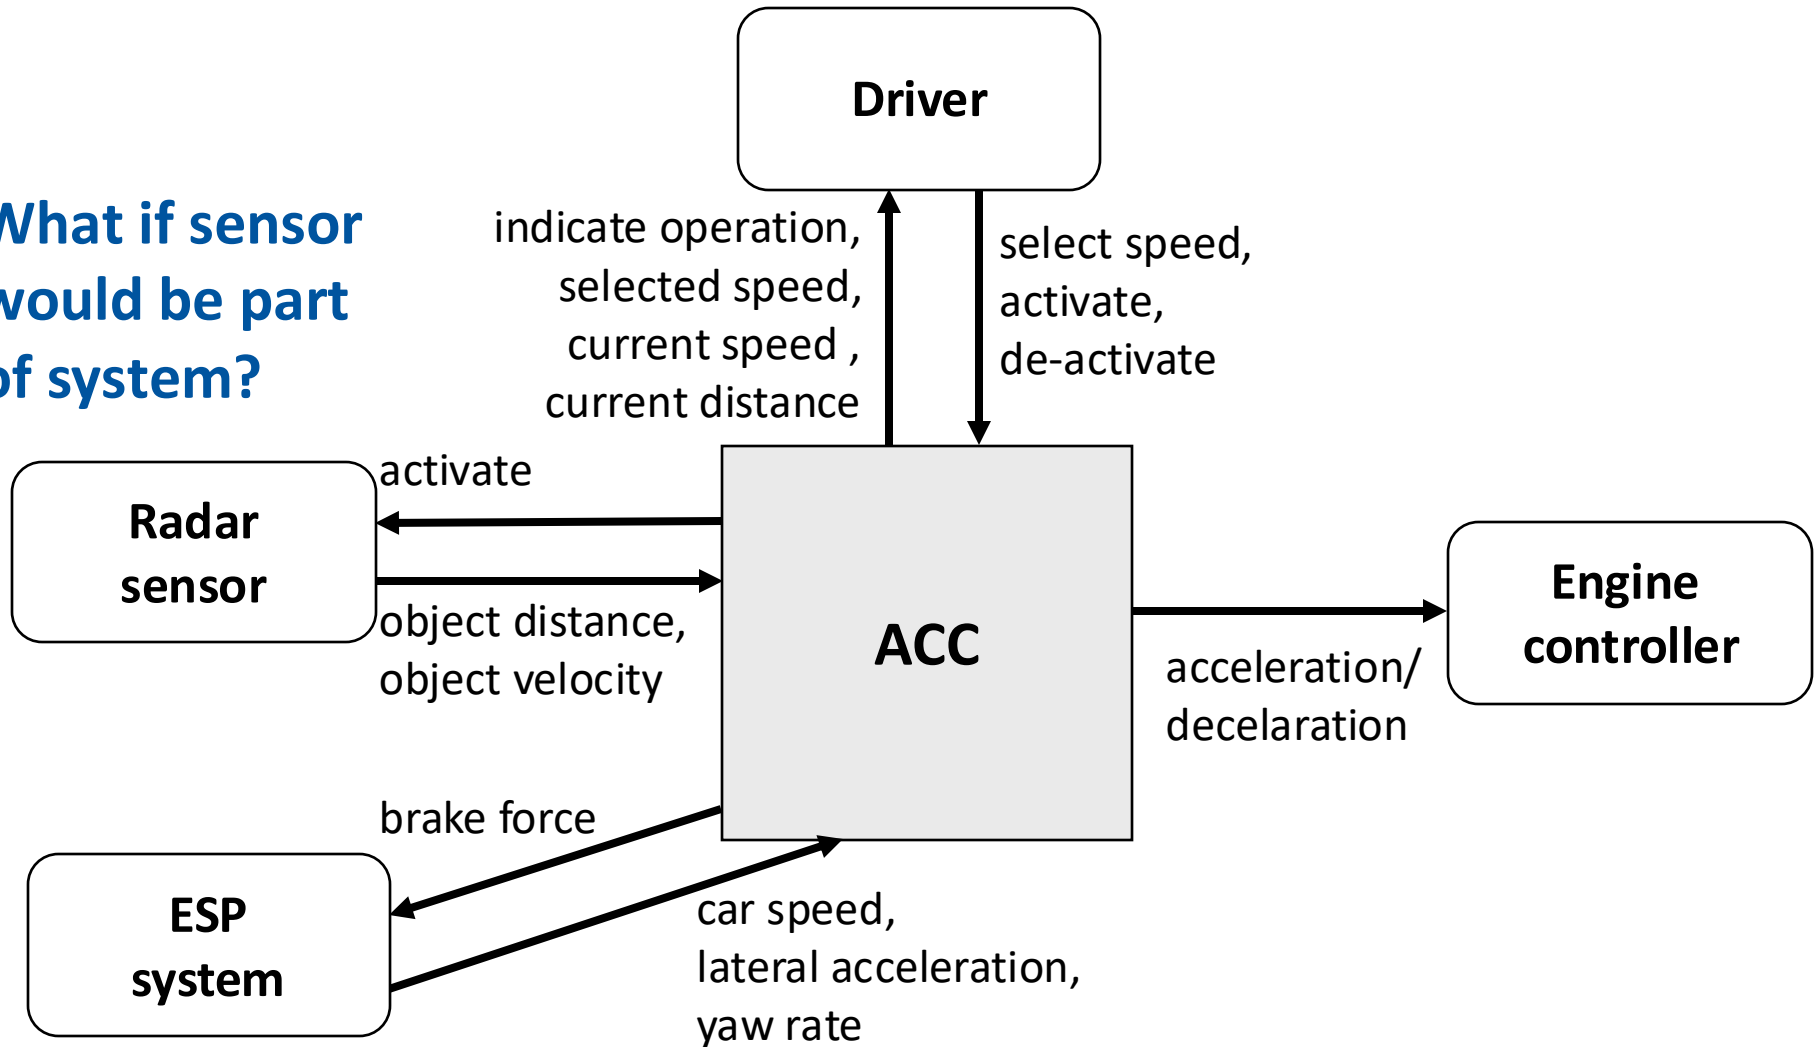 Driver
What if sensor
would be part
of system?
indicate operation,
selected speed,
current speed ,
current distance
select speed,
activate,
de-activate
activate
Radar
sensor
object distance,
object velocity
ACC
Engine
controller
acceleration/
decelaration
brake force
ESP
system
car speed,
lateral acceleration,
yaw rate